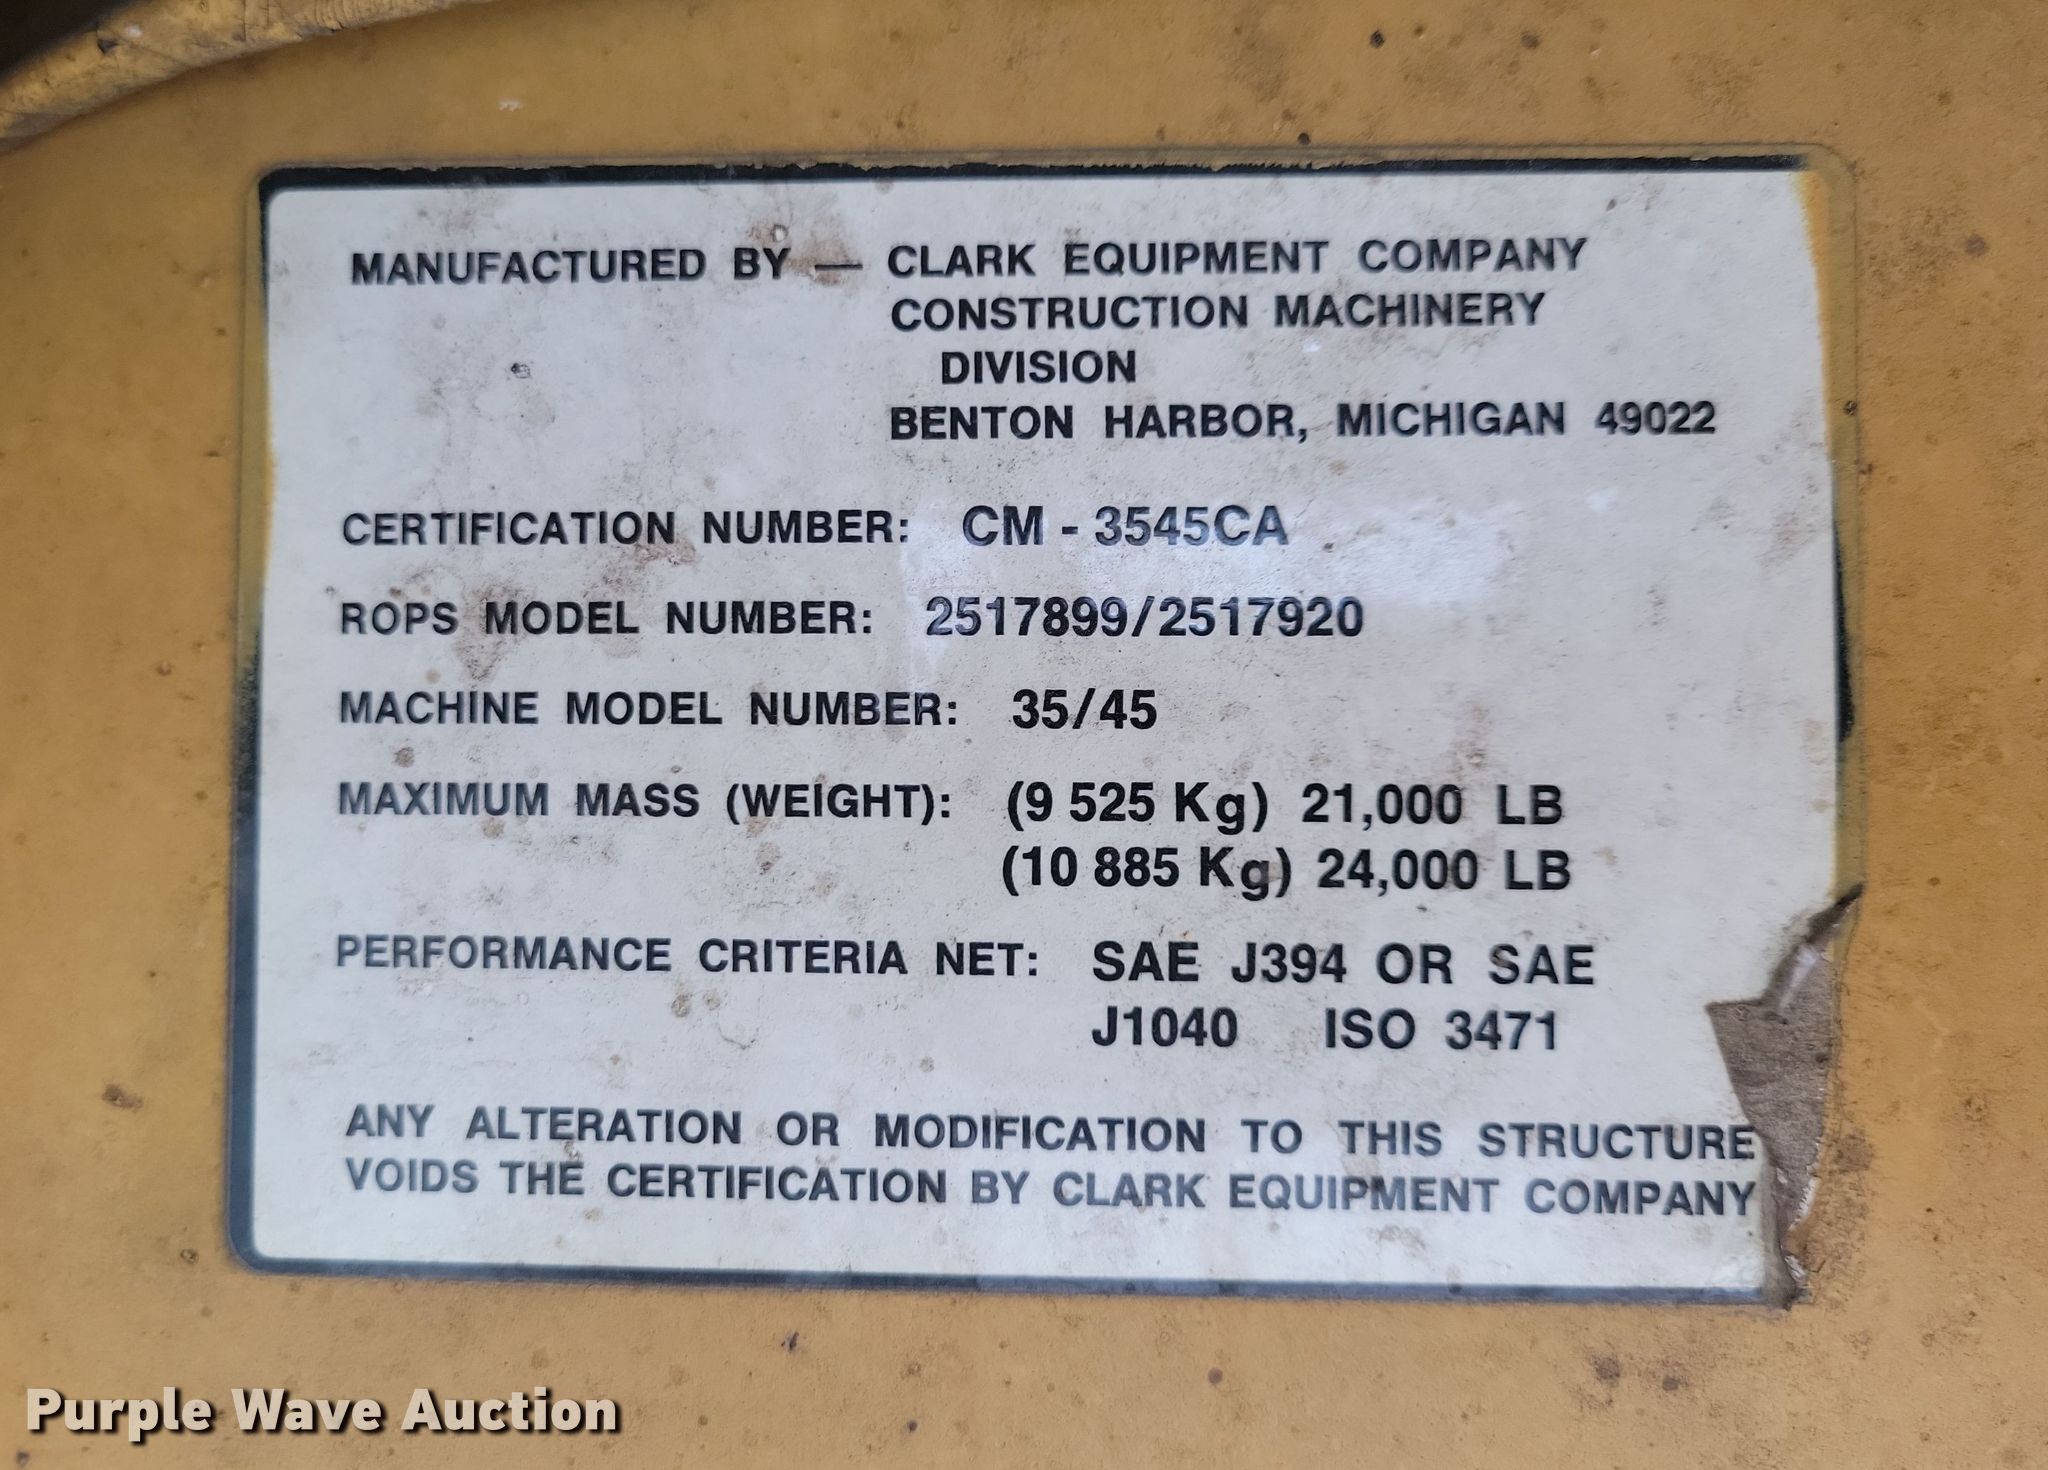 MANUFACTURED BY — CLARK EQUIPMENT COMPANY
CONSTRUCTION MACHINERY
DIVISION
BENTON HARBOR, MICHIGAN 49022
CERTIFICATION NUMBER: CM - 3545CA
ROPS MODEL NUMBER: 2517899/2517920
MACHINE MODEL NUMBER: 35/45
MAXIMUM MASS (WEIGHT): (9 525 Kg) 21,000 LB
(10 885 Kg) 24,000 LB
PERFORMANCE CRITERIA NET: SAE J394 OR SAE
J1040 ISO 3471
ANY ALTERATION OR MODIFICATION TO THIS STRUCTURE
VOIDS THE CERTIFICATION BY CLARK EQUIPMENT COMPANY
Purple Wave Auction